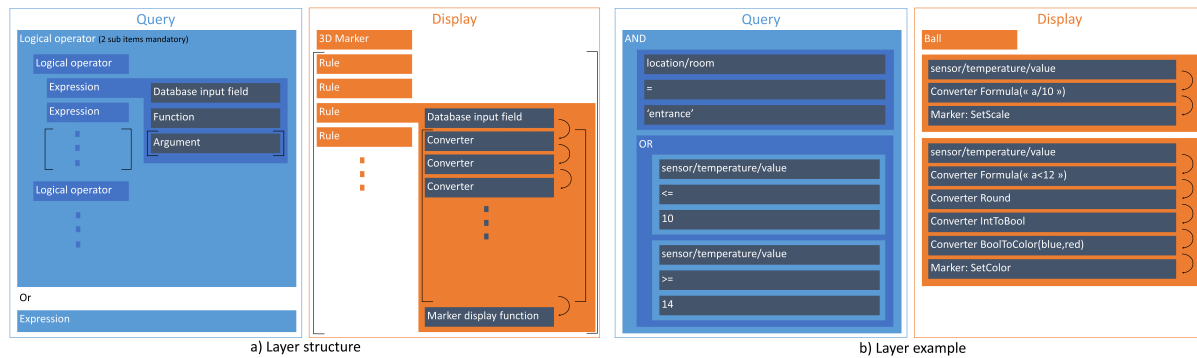 Query
Logical operator (2 sub items mandatory)
Logical operator
Expression
Database input field
Function
Argument
Expression
Logical operator
Or
Expression
Display
3D Marker
Rule
Rule
Rule
Database input field
Converter
Converter
Converter
Marker display function
Rule
a) Layer structure
Query
AND
location/room
=
‘entrance’
OR
sensor/temperature/value
<=
10
sensor/temperature/value
>=
14
Display
Ball
sensor/temperature/value
Converter Formula(« a/10 »)
Marker: SetScale
sensor/temperature/value
Converter Formula(« a<12 »)
Converter Round
Converter IntToBool
Converter BoolToColor(blue,red)
Marker: SetColor
b) Layer example